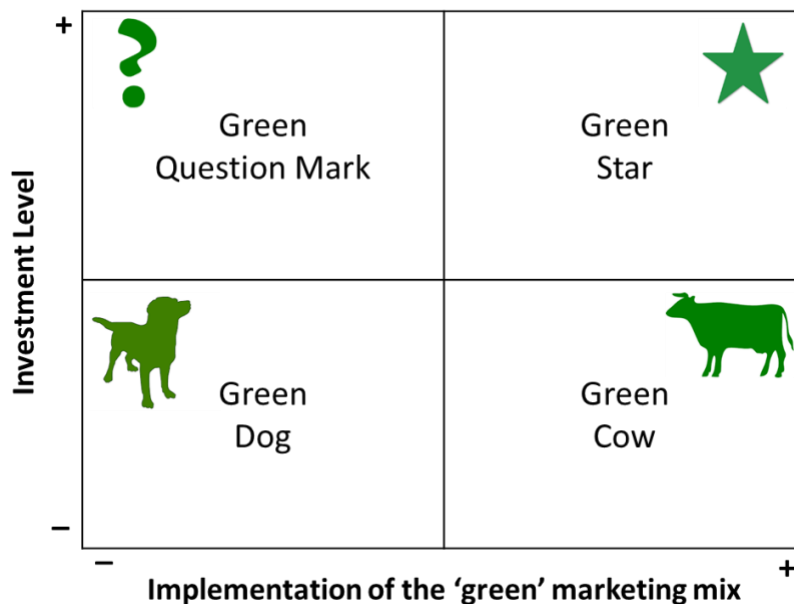 +
Green
Question Mark
Green
Star
Investment Level
Green
Dog
Green
Cow
–
–
+
Implementation of the ‘green’ marketing mix